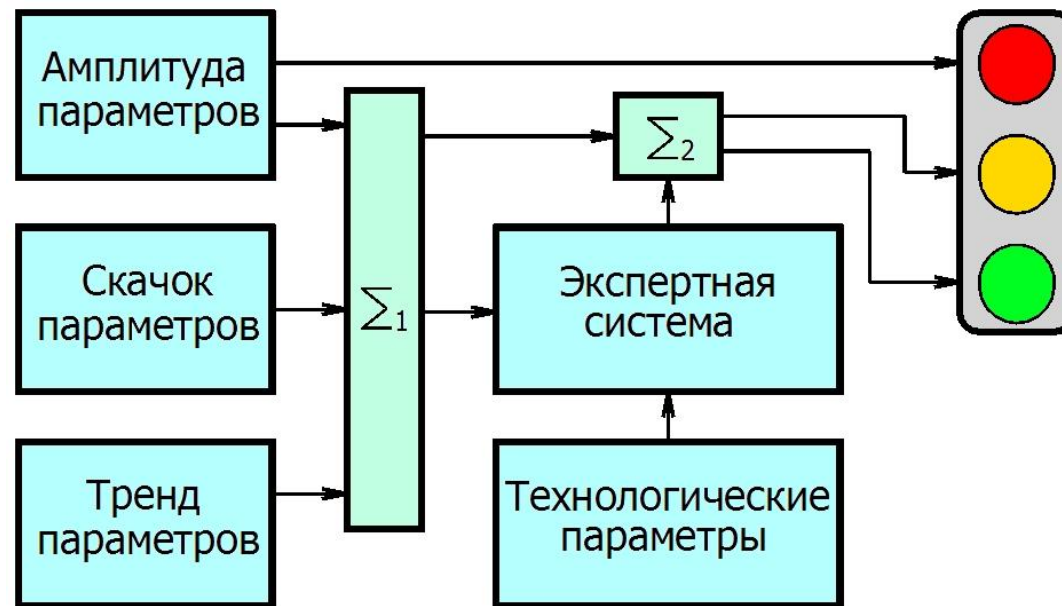 Амплитуда
параметров
∑2
Скачок
параметров
∑1
Экспертная
система
Тренд
параметров
Технологические
параметры